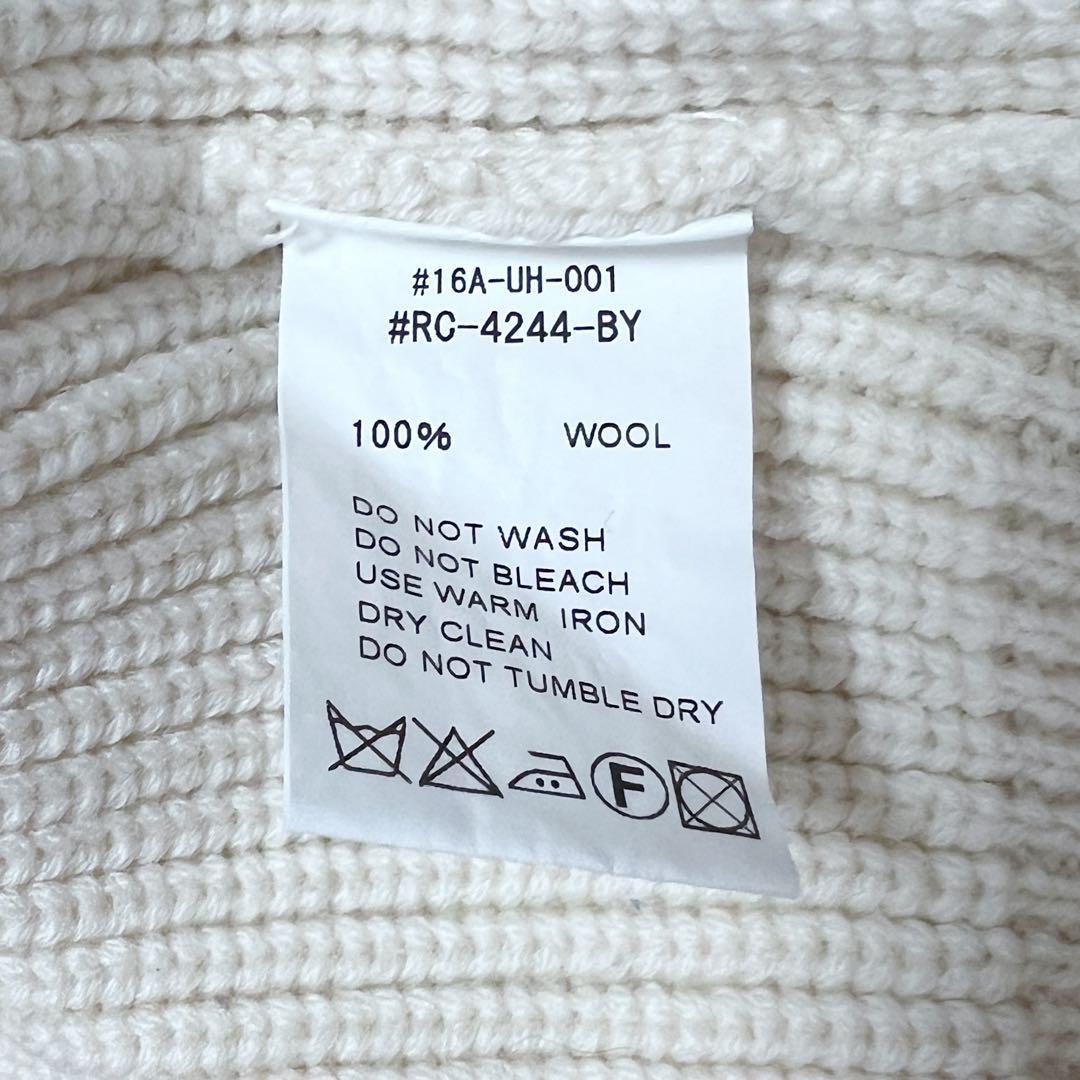 #16A-UH-001
#RC-4244-BY
100% WOOL
DO NOT WASH
DO NOT BLEACH
USE WARM IRON
DRY CLEAN
DO NOT TUMBLE DRY
F